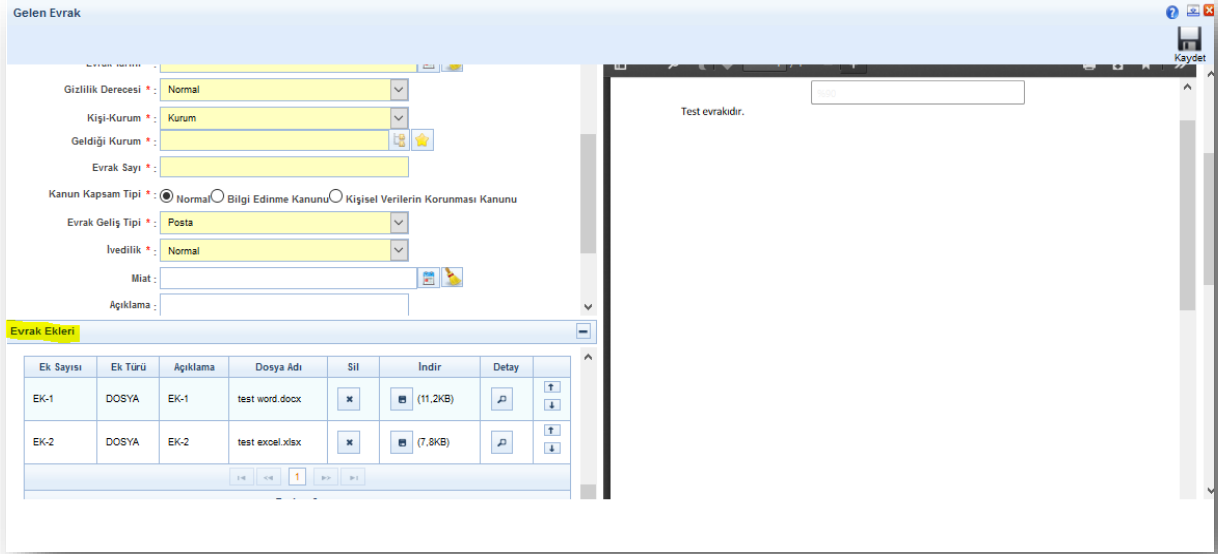 Gelen Evrak
Kaydet
Gizlilik Derecesi * : Normal
Kişi-Kurum * : Kurum
Geldiği Kurum * :
Evrak Sayı * :
Kanun Kapsam Tipi * : Normal Bilgi Edinme Kanunu Kişisel Verilerin Korunması Kanunu
Evrak Geliş Tipi * : Posta
İvedilik * : Normal
Miat :
Açıklama :
Test evrakıdır.
Evrak Ekleri
Ek Sayısı Ek Türü Açıklama Dosya Adı Sil İndir Detay
EK-1 DOSYA EK-1 test word.docx (11,2KB)
EK-2 DOSYA EK-2 test excel.xlsx (7,8KB)
1